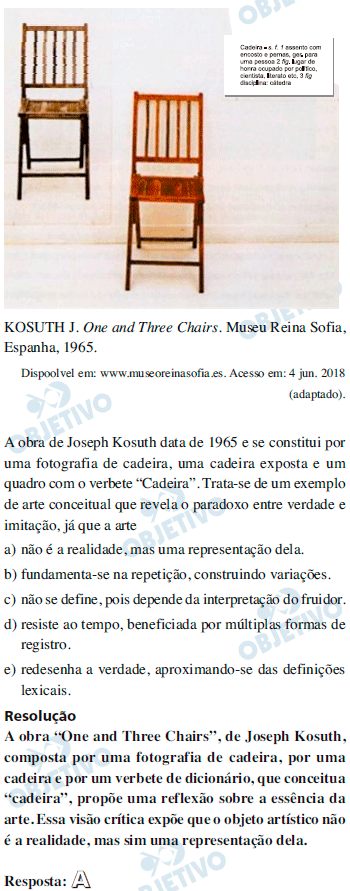 Cadeira - s. f. 1 assento com
encosto e pernas, ger. para
uma pessoa 2 fig. lugar de
honra ocupado por político,
cientista, literato etc, 3 fig
disciplina: cátedra
KOSUTH J. One and Three Chairs. Museu Reina Sofia,
Espanha, 1965.
Dispoolvel em: www.museoreinasofia.es. Acesso em: 4 jun. 2018
(adaptado).
A obra de Joseph Kosuth data de 1965 e se constitui por
uma fotografia de cadeira, uma cadeira exposta e um
quadro com o verbete “Cadeira”. Trata-se de um exemplo
de arte conceitual que revela o paradoxo entre verdade e
imitação, já que a arte
a) não é a realidade, mas uma representação dela.
b) fundamenta-se na repetição, construindo variações.
c) não se define, pois depende da interpretação do fruidor.
d) resiste ao tempo, beneficiada por múltiplas formas de
registro.
e) redesenha a verdade, aproximando-se das definições
lexicais.
Resolução
A obra “One and Three Chairs”, de Joseph Kosuth,
composta por uma fotografia de cadeira, por uma
cadeira e por um verbete de dicionário, que conceitua
“cadeira”, propõe uma reflexão sobre a essência da
arte. Essa visão crítica expõe que o objeto artístico não
é a realidade, mas sim uma representação dela.
Resposta: A
OBJETIVO
OBJETIVO
OBJETIVO
OBJETIVO
OBJETIVO
OBJETIVO
OBJETIVO